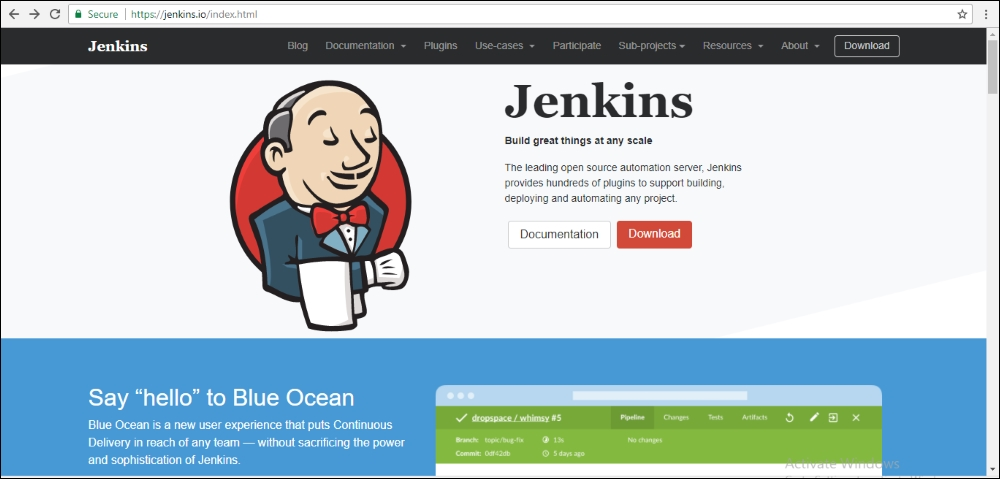 Secure https://jenkins.io/index.html
Jenkins Blog Documentation Plugins Use-cases Participate Sub-projects Resources About Download
Jenkins
Build great things at any scale
The leading open source automation server, Jenkins
provides hundreds of plugins to support building,
deploying and automating any project.
Documentation Download
Say “hello” to Blue Ocean
Blue Ocean is a new user experience that puts Continuous
Delivery in reach of any team — without sacrificing the power
and sophistication of Jenkins.
dropspace / whimsy #5 Pipeline Changes Tests Artifacts
Branch: topic/bug-fix 13s No changes
Commit: 0df42db 5 days ago
Activate Windows